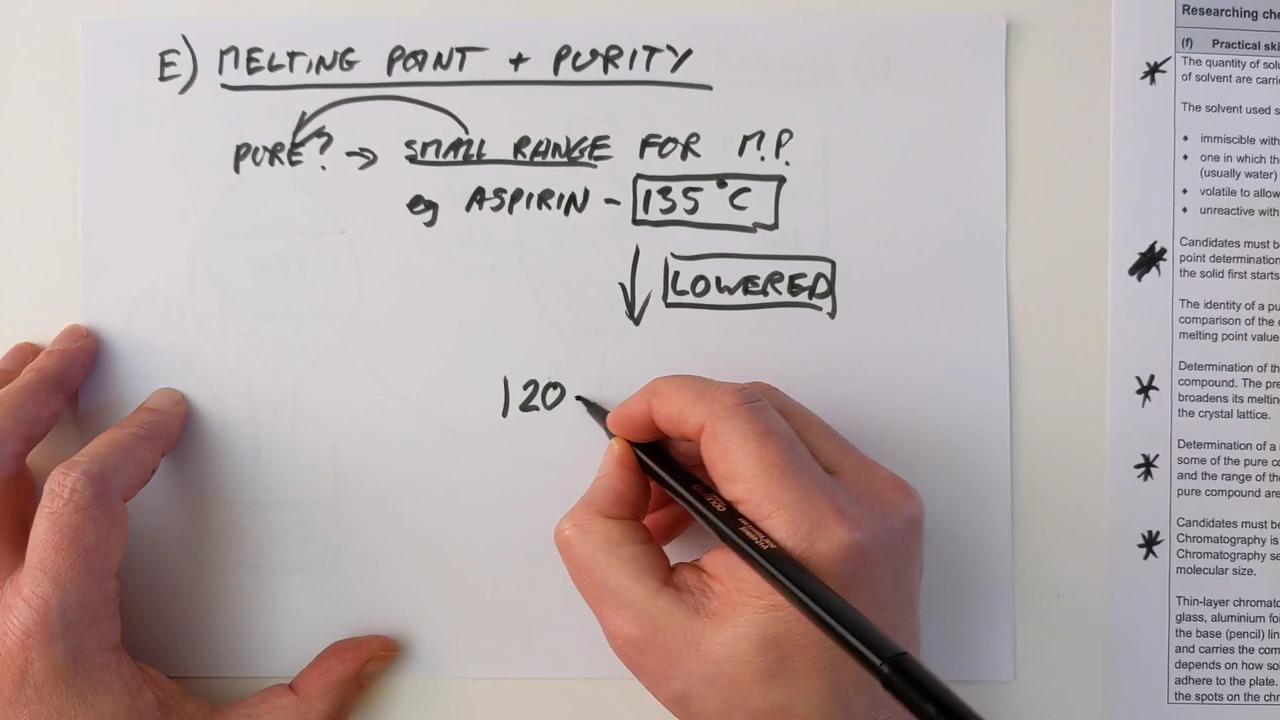 E) MELTING POINT + PURITY
PURE? → SMALL RANGE FOR M.P.
eg ASPIRIN - 135°C
↓ LOWERED
120
Researching che
(f) Practical ski
The quantity of solu
of solvent are carri
The solvent used s
♦ immiscible with
♦ one in which th
(usually water)
♦ volatile to allow
♦ unreactive with
Candidates must b
point determination
the solid first starts
The identity of a pu
comparison of the
melting point value
Determination of th
compound. The pre
broadens its meltin
the crystal lattice.
Determination of a
some of the pure co
and the range of the
pure compound are
Candidates must be
Chromatography is
Chromatography se
molecular size.
Thin-layer chromato
glass, aluminium foi
the base (pencil) lin
and carries the com
depends on how so
adhere to the plate.
the spots on the chr